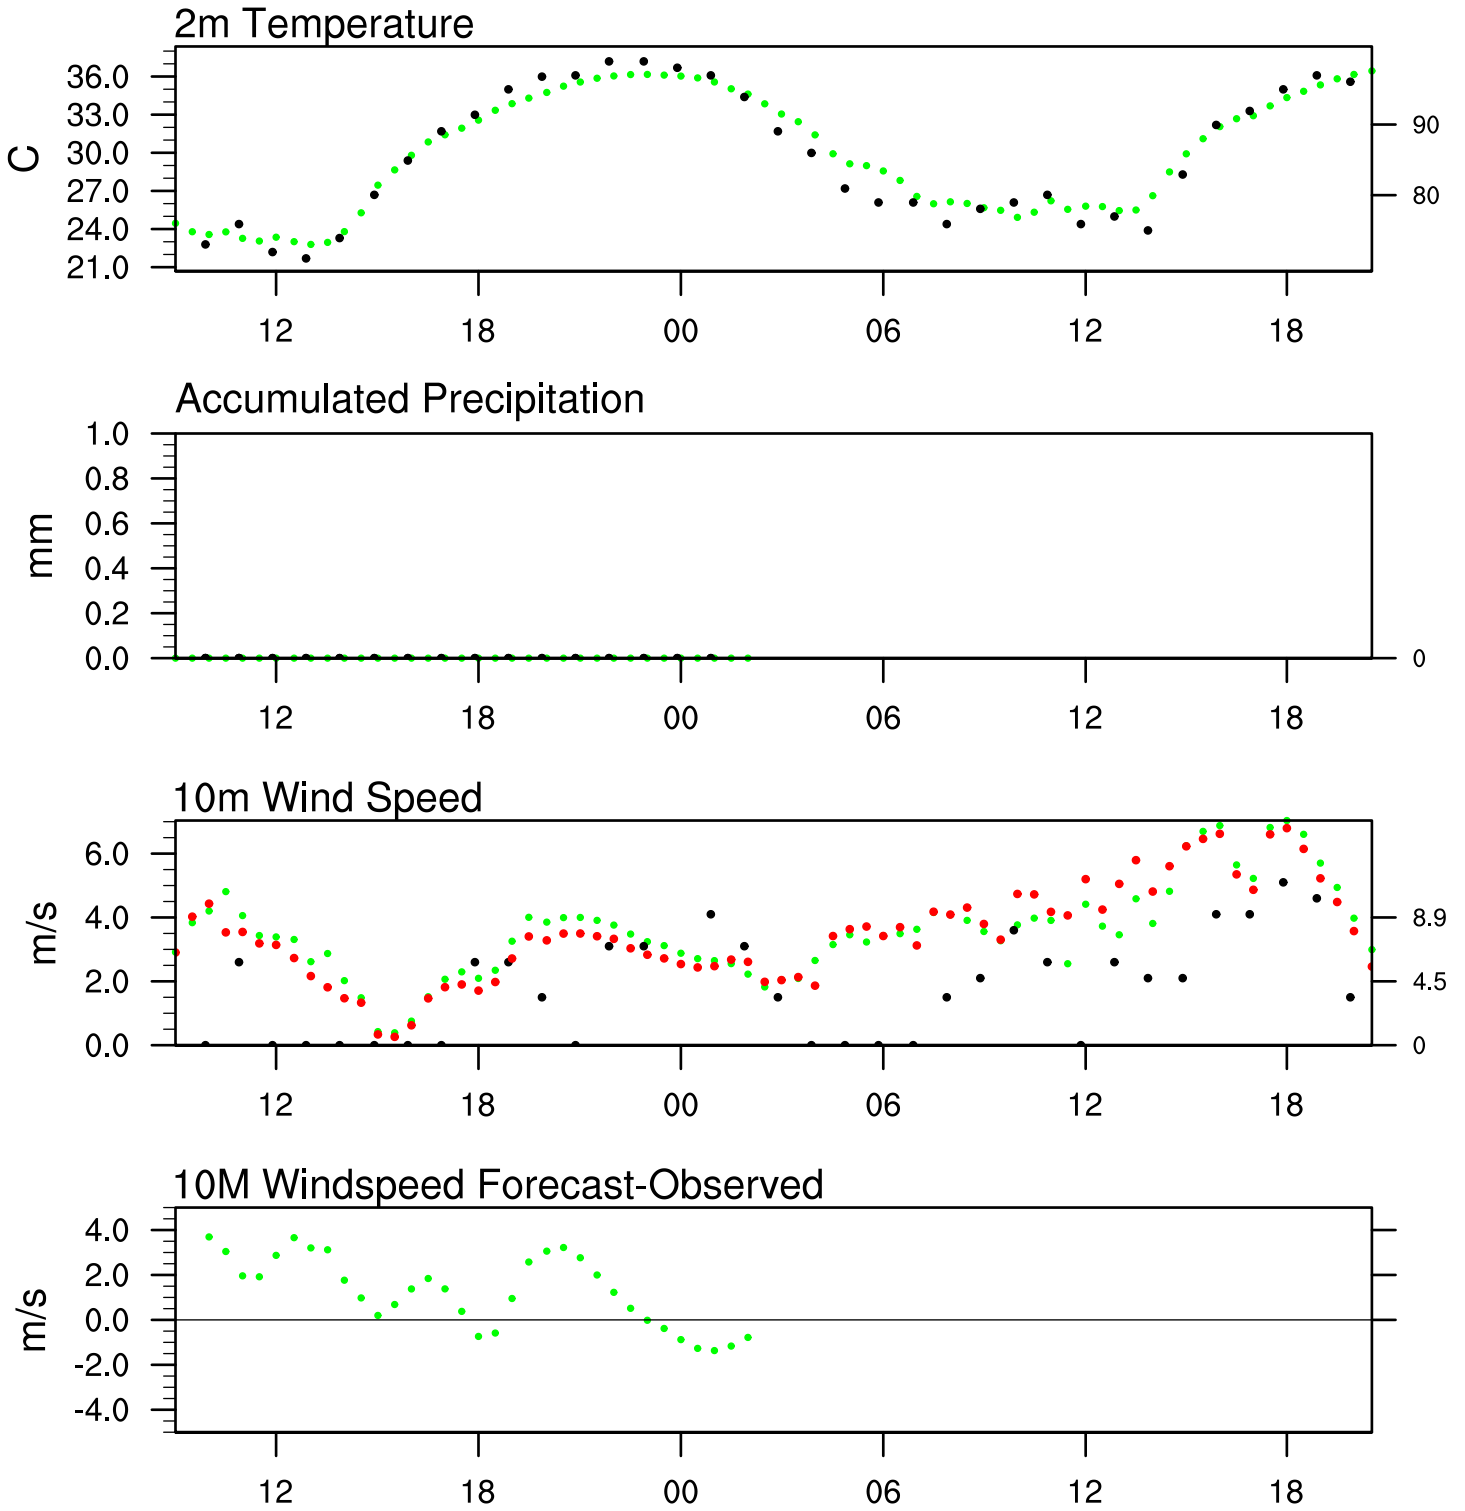 2m Temperature
36.0
33.0
90
C
30.0
27.0
80
24.0
21.0
12 18 00 06 12 18
Accumulated Precipitation
1.0
0.8
0.6
mm
0.4
0.2
0.0
0
12 18 00 06 12 18
10m Wind Speed
6.0
4.0
8.9
m/s
2.0
4.5
0.0
0
12 18 00 06 12 18
10M Windspeed Forecast-Observed
4.0
2.0
m/s
0.0
-2.0
-4.0
12 18 00 06 12 18